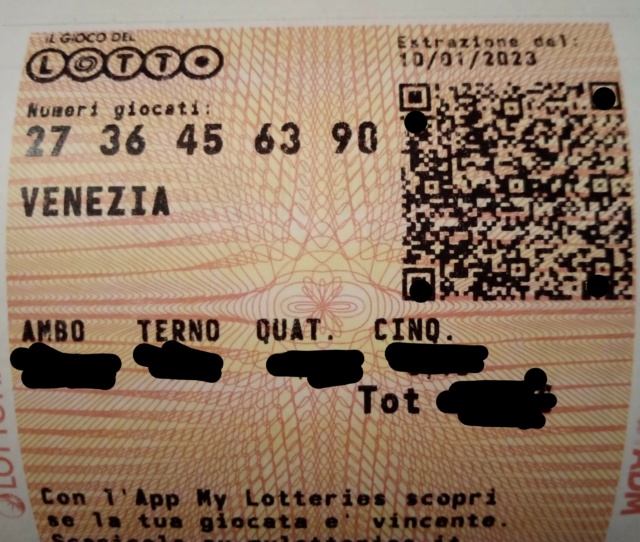 IL GIOCO DEL
LOTTO
Estrazione del:
10/01/2023
Numeri giocati:
27 36 45 63 90
VENEZIA
AMBO TERNO QUAT. CINQ.
Tot
Con l'App My Lotteries scopri
se la tua giocata e' vincente.